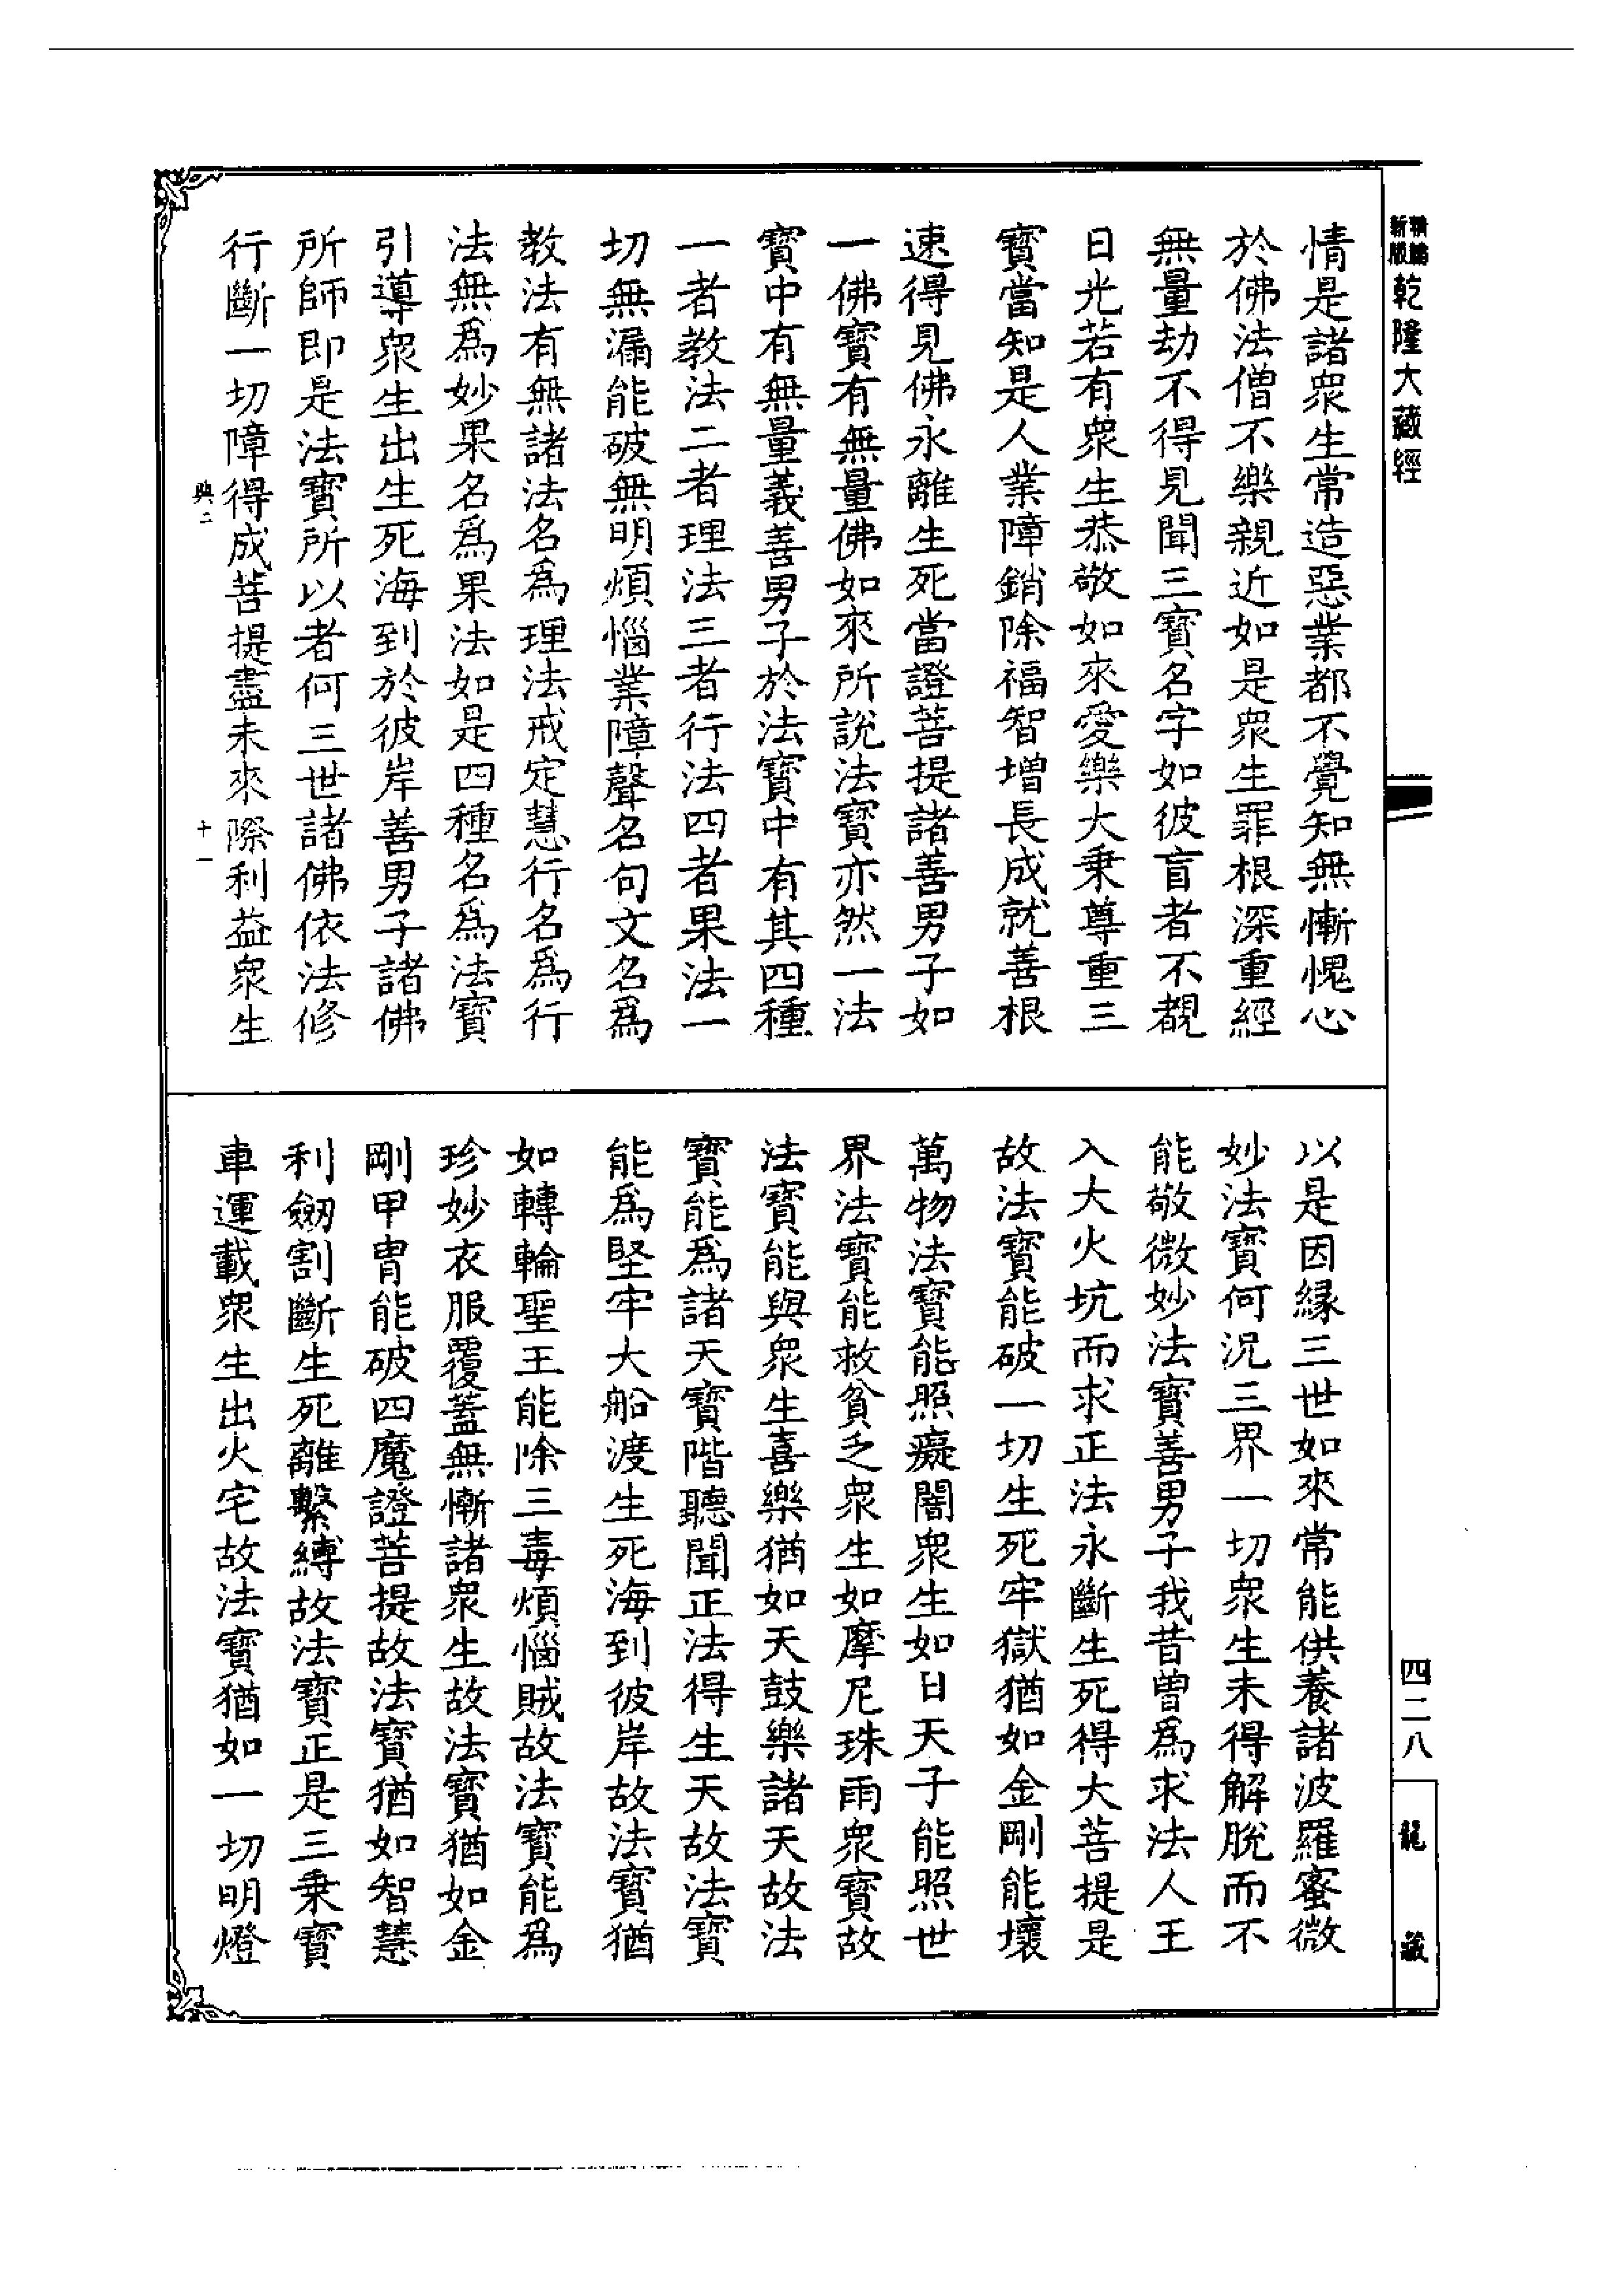 新編縮版
乾隆大藏經
情是諸衆生常造惡業都不覺知無慚愧心
於佛法僧不樂親近如是衆生罪根深重經
無量劫不得見聞三寶名字如彼盲者不覩
日光若有衆生恭敬如來愛樂大乗尊重三
寶當知是人業障銷除福智增長成就善根
速得見佛永離生死當證菩提諸善男子如
一佛寶有無量佛如來所說法寶亦然一法
寶中有無量義善男子於法寶中有其四種
一者教法二者理法三者行法四者果法一
切無漏能破無明煩惱業障聲名句文名爲
教法有無諸法名爲理法戒定慧行名爲行
法無爲妙果名爲果法如是四種名爲法寶
引導衆生出生死海到於彼岸善男子諸佛
所師即是法寶所以者何三世諸佛依法修
行斷一切障得成菩提盡未來際利益衆生
與二
十一
以是因緣三世如來常能供養諸波羅蜜微
妙法寶何況三界一切衆生未得解脫而不
能敬微妙法寶善男子我昔曾爲求法人王
入大火坑而求正法永斷生死得大菩提是
故法寶能破一切生死牢獄猶如金剛能壞
萬物法寶能照癡闇衆生如日天子能照世
界法寶能救貧乏衆生如摩尼珠雨衆寶故
法寶能與衆生喜樂猶如天鼓樂諸天故法
寶能爲諸天寶階聽聞正法得生天故法寶
能爲堅牢大船渡生死海到彼岸故法寶猶
如轉輪聖王能除三毒煩惱賊故法寶能爲
珍妙衣服覆蓋無慚諸衆生故法寶猶如金
剛甲冑能破四魔證菩提故法寶猶如智慧
利劒割斷生死離繫縛故法寶正是三乗寶
車運載衆生出火宅故法寶猶如一切明燈
四二八
龍藏